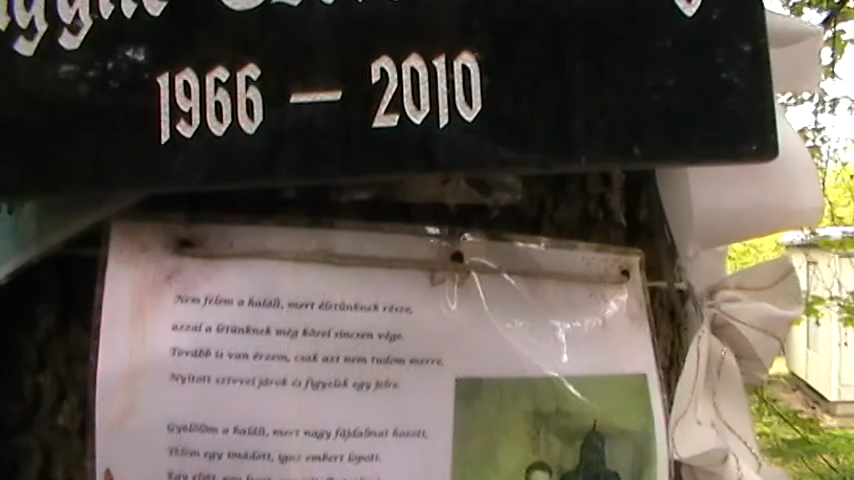 1966 – 2010
Nem félem a halált, mert életünknek része,
azzal a létünknek még közel sincsen vége.
Tovább is van érzem, csak azt nem tudom merre,
Nyitott szívvel járok és figyelek egy jelre.
Gyűlölöm a halált, mert nagy fájdalmat hozott,
Tőlem egy imádott, igaz embert lopott.